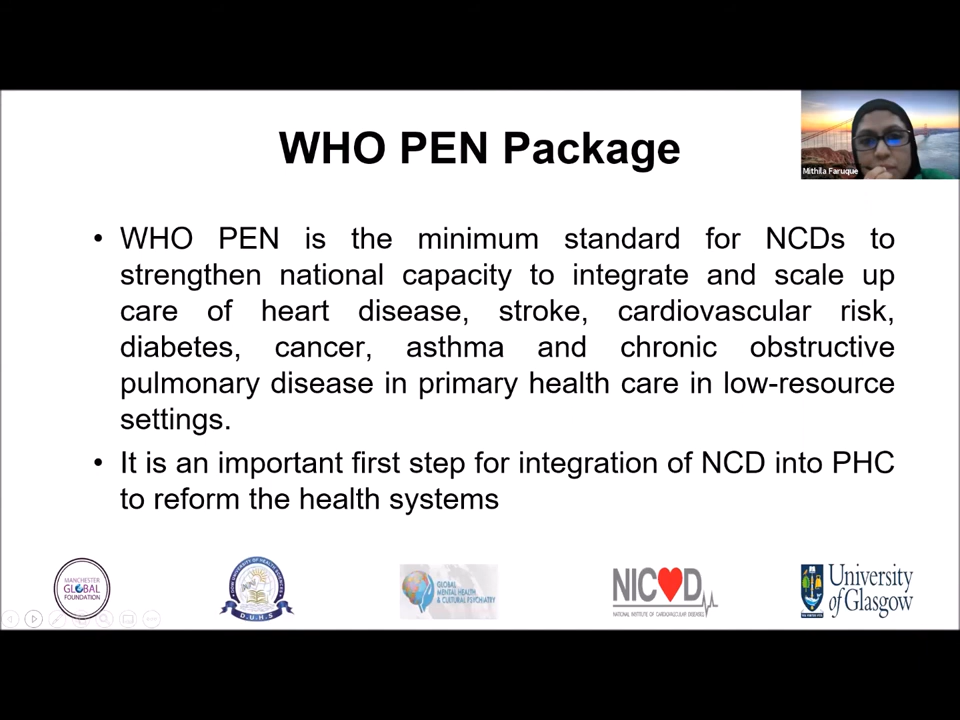 WHO PEN Package
Mithila Faruque
• WHO PEN is the minimum standard for NCDs to
strengthen national capacity to integrate and scale up
care of heart disease, stroke, cardiovascular risk,
diabetes, cancer, asthma and chronic obstructive
pulmonary disease in primary health care in low-resource
settings.
• It is an important first step for integration of NCD into PHC
to reform the health systems
MANCHESTER
GLOBAL
FOUNDATION
D.U.H.S
GLOBAL
MENTAL HEALTH
& CULTURAL PSYCHIATRY
NICVD
NATIONAL INSTITUTE OF CARDIOVASCULAR DISEASES
University
of Glasgow